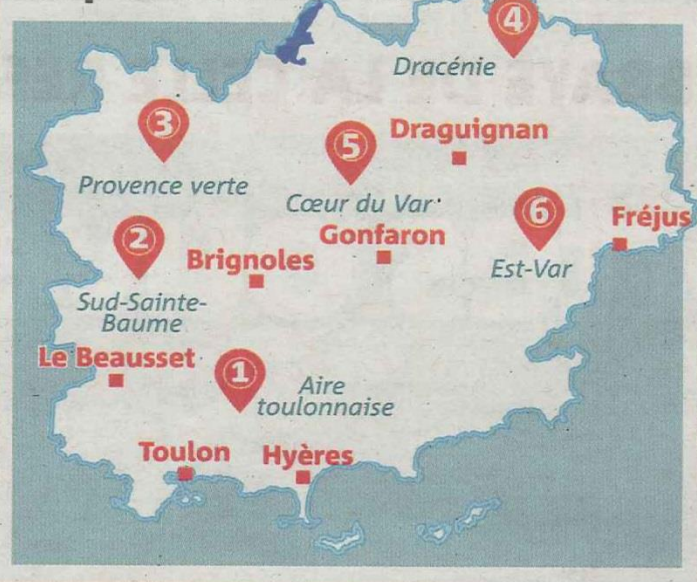 4
Dracénie
3
5
Draguignan
Provence verte
Cœur du Var
6
Fréjus
2
Gonfaron
Brignoles
Est-Var
Sud-Sainte-
Baume
Le Beausset
1
Aire
toulonnaise
Toulon
Hyères